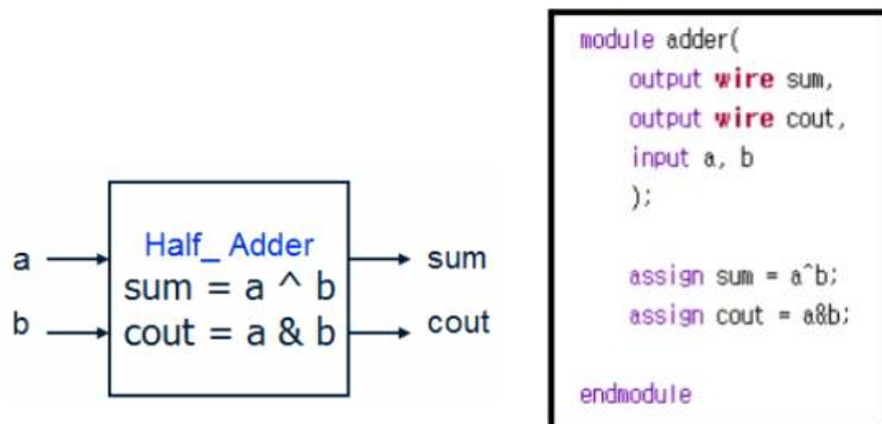 a
b
Half_ Adder
sum = a ^ b
cout = a & b
sum
cout
module adder(
output wire sum,
output wire cout,
input a, b
);
assign sum = a^b;
assign cout = a&b;
endmodule